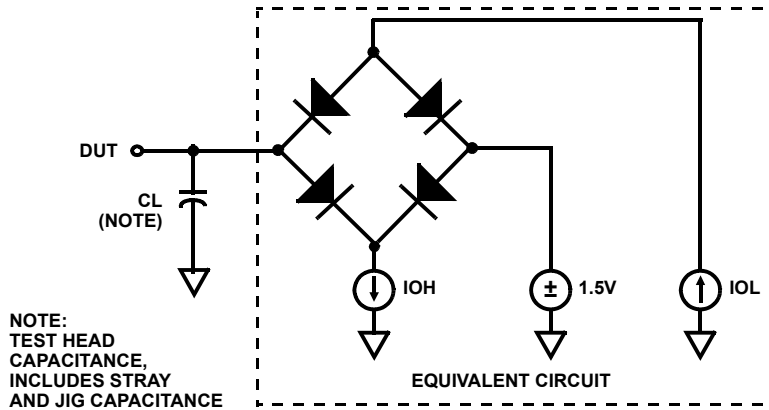 DUT
CL
(NOTE)
IOH
±
1.5V
IOL
NOTE:
TEST HEAD
CAPACITANCE,
INCLUDES STRAY
AND JIG CAPACITANCE
EQUIVALENT CIRCUIT